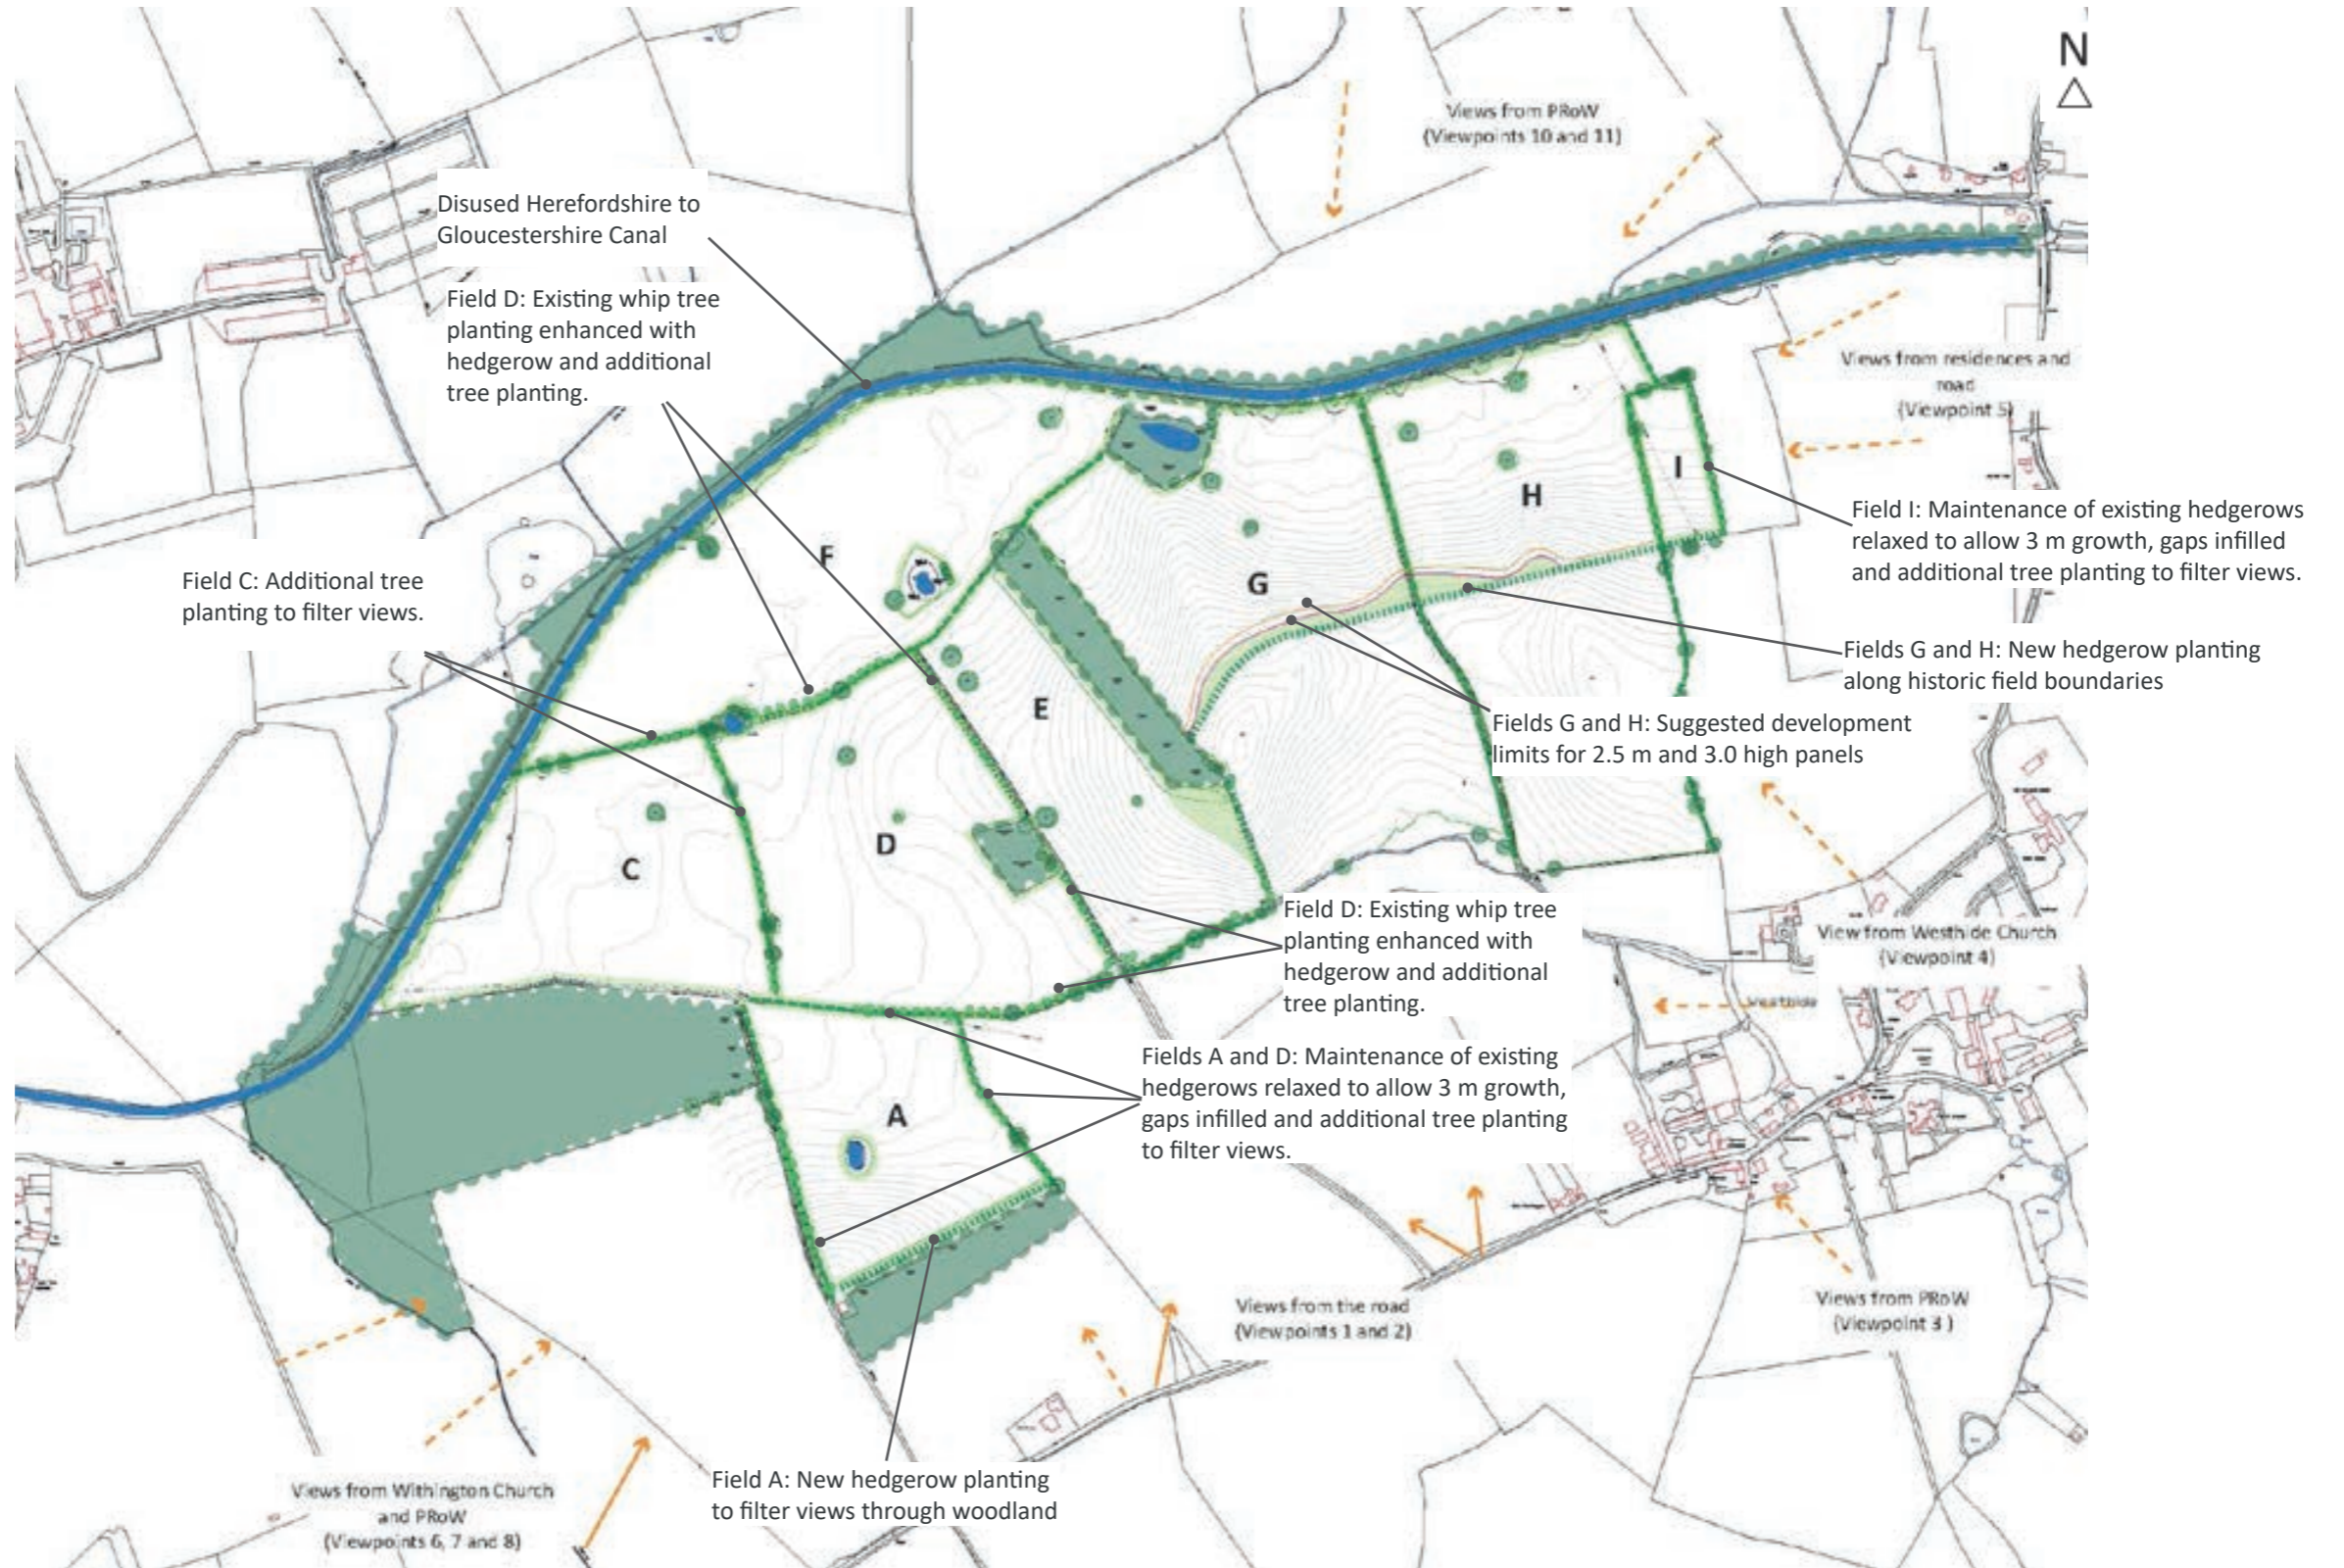 N
Views from PRoW
(Viewpoints 10 and 11)
Disused Herefordshire to
Gloucestershire Canal
Field D: Existing whip tree
planting enhanced with
hedgerow and additional
tree planting.
Views from residences and
road
(Viewpoint 5)
Field C: Additional tree
planting to filter views.
F
G
H
I
Field I: Maintenance of existing hedgerows
relaxed to allow 3 m growth, gaps infilled
and additional tree planting to filter views.
Fields G and H: New hedgerow planting
along historic field boundaries
Fields G and H: Suggested development
limits for 2.5 m and 3.0 high panels
E
D
C
Field D: Existing whip tree
planting enhanced with
hedgerow and additional
tree planting.
View from Westhide Church
(Viewpoint 4)
Westhide
Fields A and D: Maintenance of existing
hedgerows relaxed to allow 3 m growth,
gaps infilled and additional tree planting
to filter views.
A
Views from the road
(Viewpoints 1 and 2)
Views from PRoW
(Viewpoint 3 )
Field A: New hedgerow planting
to filter views through woodland
Views from Withington Church
and PRoW
(Viewpoints 6, 7 and 8)